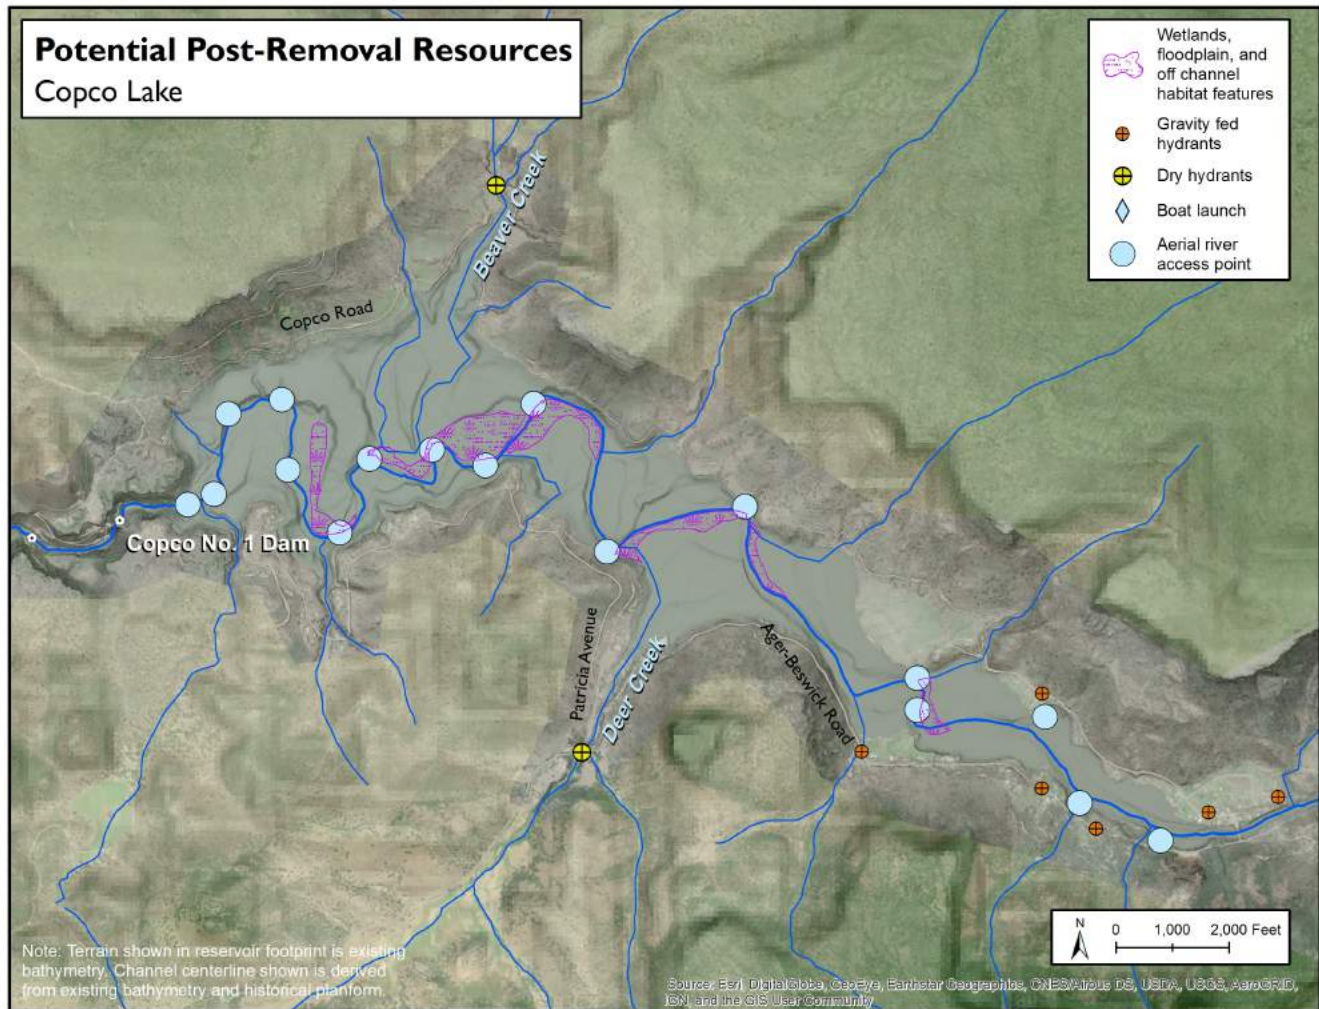 Potential Post-Removal Resources
Copco Lake
Wetlands,
floodplain, and
off channel
habitat features
Gravity fed
hydrants
Dry hydrants
Boat launch
Aerial river
access point
Beaver Creek
Copco Road
Copco No. 1 Dam
Patricia Avenue
Deer Creek
Ager-Beswick Road
N
0 1,000 2,000 Feet
Note: Terrain shown in reservoir footprint is existing
bathymetry. Channel centerline shown is derived
from existing bathymetry and historical planform.
Source: Esri, DigitalGlobe, GeoEye, Earthstar Geographics, CNES/Airbus DS, USDA, USGS, AeroGRID,
IGN, and the GIS User Community